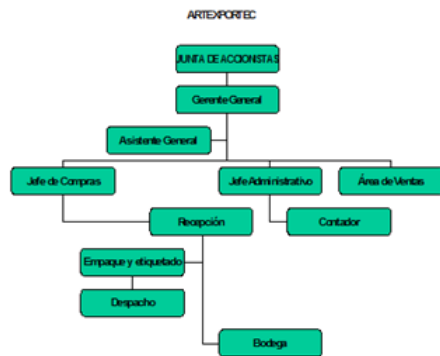 ARTEXPORTEC
JUNTA DE ACCIONISTAS
Gerente General
Asistente General
Jefe de Compras
Jefe Administrativo
Área de Ventas
Recepción
Contador
Empaque y etiquetado
Despacho
Bodega